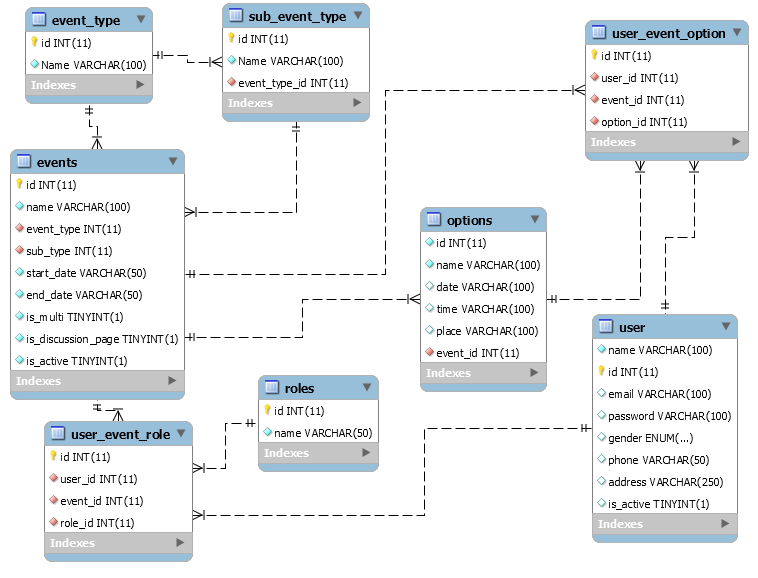 event_type
id INT(11)
Name VARCHAR(100)
Indexes
sub_event_type
id INT(11)
Name VARCHAR(100)
event_type_id INT(11)
Indexes
user_event_option
id INT(11)
user_id INT(11)
event_id INT(11)
option_id INT(11)
Indexes
events
id INT(11)
name VARCHAR(100)
event_type INT(11)
sub_type INT(11)
start_date VARCHAR(50)
end_date VARCHAR(50)
is_multi TINYINT(1)
is_discussion_page TINYINT(1)
is_active TINYINT(1)
Indexes
options
id INT(11)
name VARCHAR(100)
date VARCHAR(100)
time VARCHAR(100)
place VARCHAR(100)
event_id INT(11)
Indexes
user
name VARCHAR(100)
id INT(11)
email VARCHAR(100)
password VARCHAR(100)
gender ENUM(...)
phone VARCHAR(50)
address VARCHAR(250)
is_active TINYINT(1)
Indexes
roles
id INT(11)
name VARCHAR(50)
Indexes
user_event_role
id INT(11)
user_id INT(11)
event_id INT(11)
role_id INT(11)
Indexes